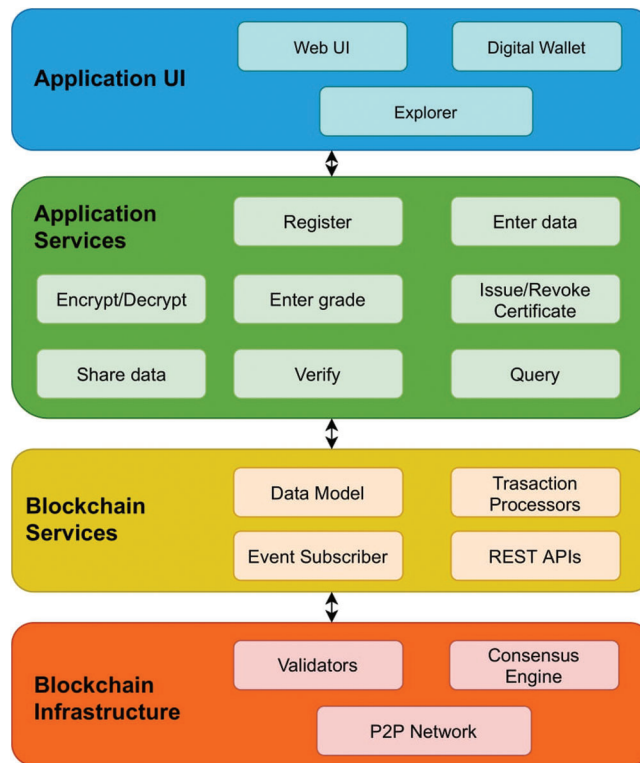 Application UI
Web UI
Digital Wallet
Explorer
Application
Services
Register
Enter data
Encrypt/Decrypt
Enter grade
Issue/Revoke
Certificate
Share data
Verify
Query
Blockchain
Services
Data Model
Trasaction
Processors
Event Subscriber
REST APIs
Blockchain
Infrastructure
Validators
Consensus
Engine
P2P Network